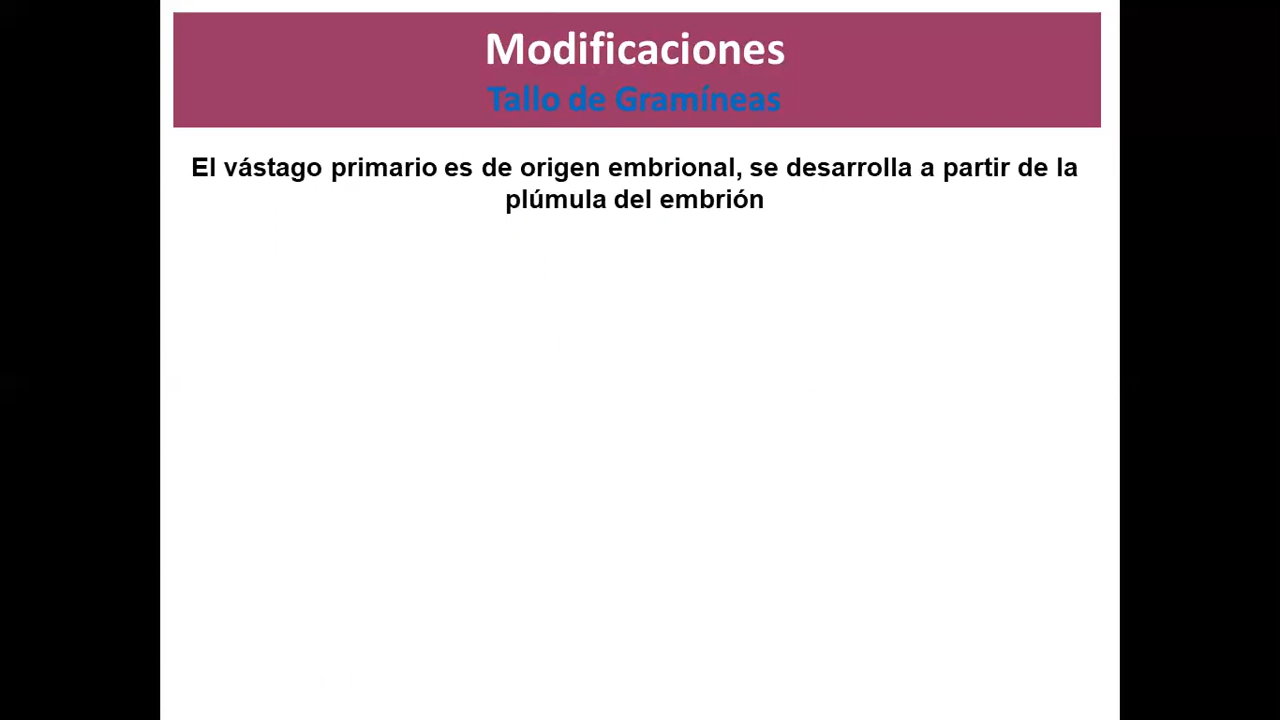 Modificaciones
Tallo de Gramíneas
El vástago primario es de origen embrional, se desarrolla a partir de la
plúmula del embrión